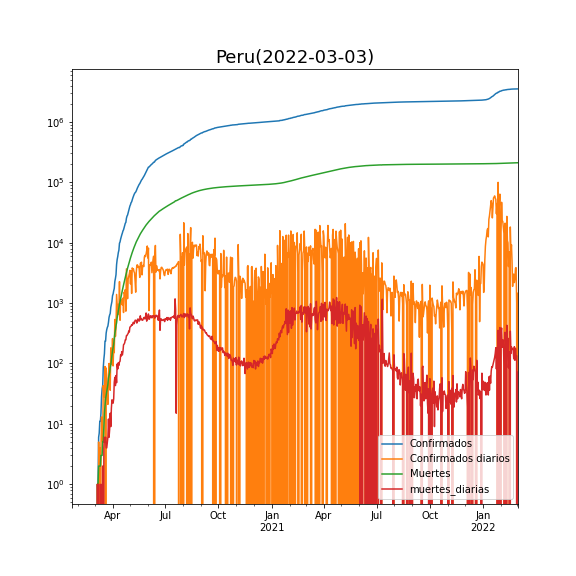 Peru(2022-03-03)
10⁶
10⁵
10⁴
10³
10²
10¹
10⁰
Confirmados
Confirmados diarios
Muertes
muertes_diarias
Apr Jul Oct Jan Apr Jul Oct Jan
2021 2022